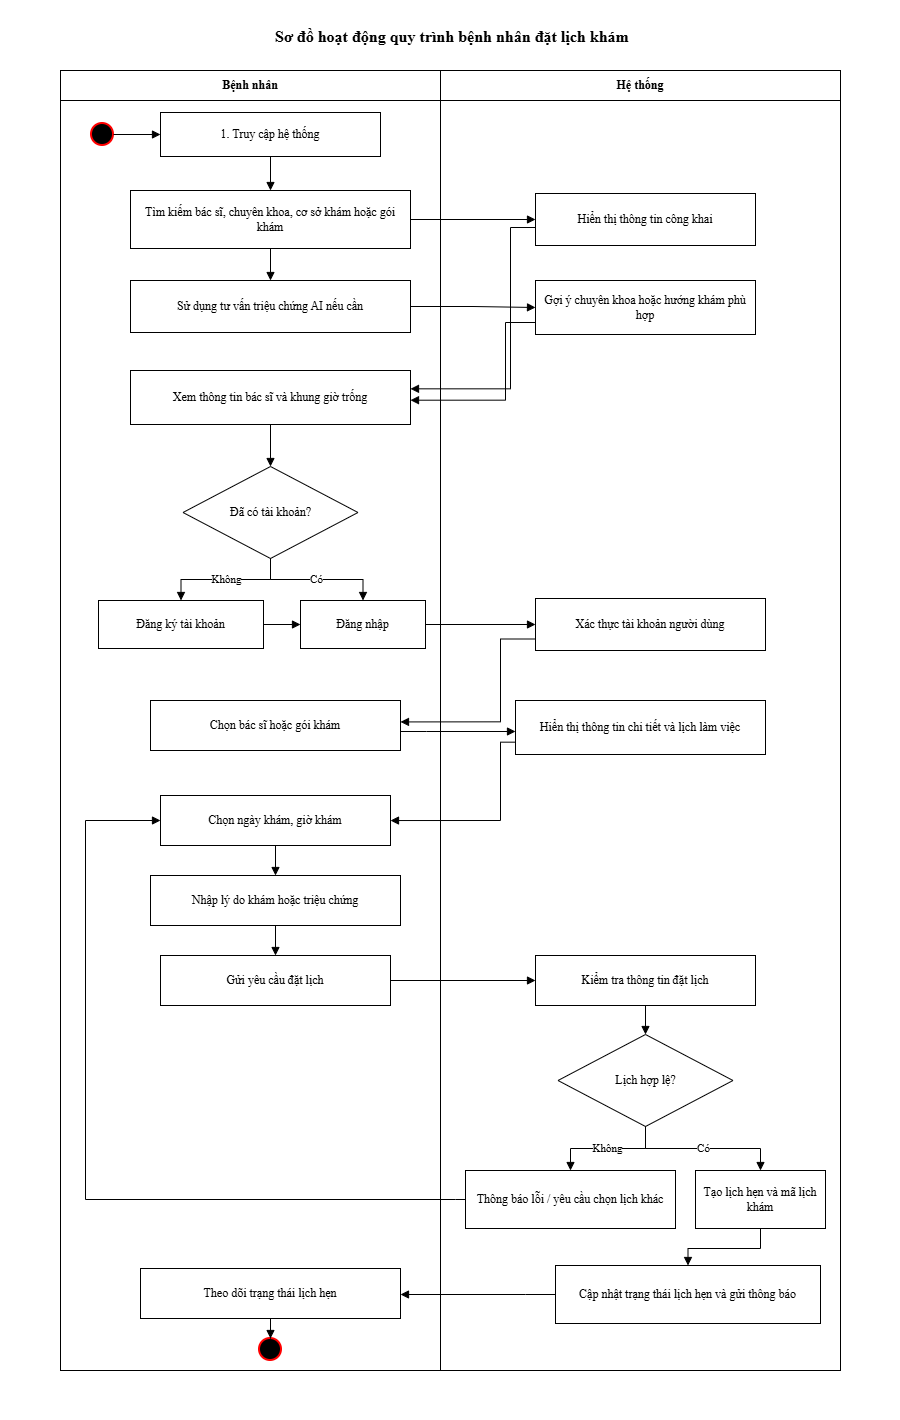 Sơ đồ hoạt động quy trình bệnh nhân đặt lịch khám
Bệnh nhân
Hệ thống
1. Truy cập hệ thống
Tìm kiếm bác sĩ, chuyên khoa, cơ sở khám hoặc gói
khám
Hiển thị thông tin công khai
Sử dụng tư vấn triệu chứng AI nếu cần
Gợi ý chuyên khoa hoặc hướng khám phù
hợp
Xem thông tin bác sĩ và khung giờ trống
Đã có tài khoản?
Không
Có
Đăng ký tài khoản
Đăng nhập
Xác thực tài khoản người dùng
Chọn bác sĩ hoặc gói khám
Hiển thị thông tin chi tiết và lịch làm việc
Chọn ngày khám, giờ khám
Nhập lý do khám hoặc triệu chứng
Gửi yêu cầu đặt lịch
Kiểm tra thông tin đặt lịch
Lịch hợp lệ?
Không
Có
Thông báo lỗi / yêu cầu chọn lịch khác
Tạo lịch hẹn và mã lịch
khám
Theo dõi trạng thái lịch hẹn
Cập nhật trạng thái lịch hẹn và gửi thông báo